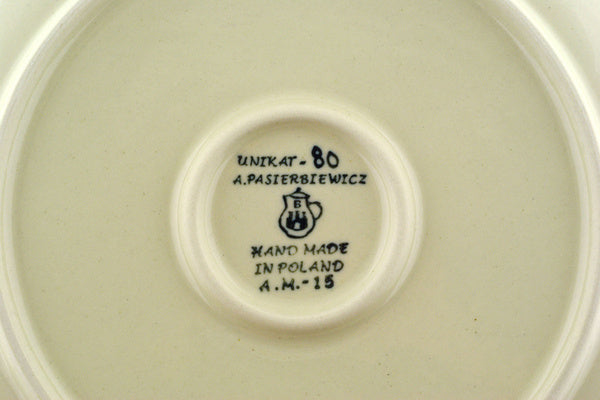 UNIKAT-80
A.PASIERBIEWICZ
B
HAND MADE
IN POLAND
A.M.-15